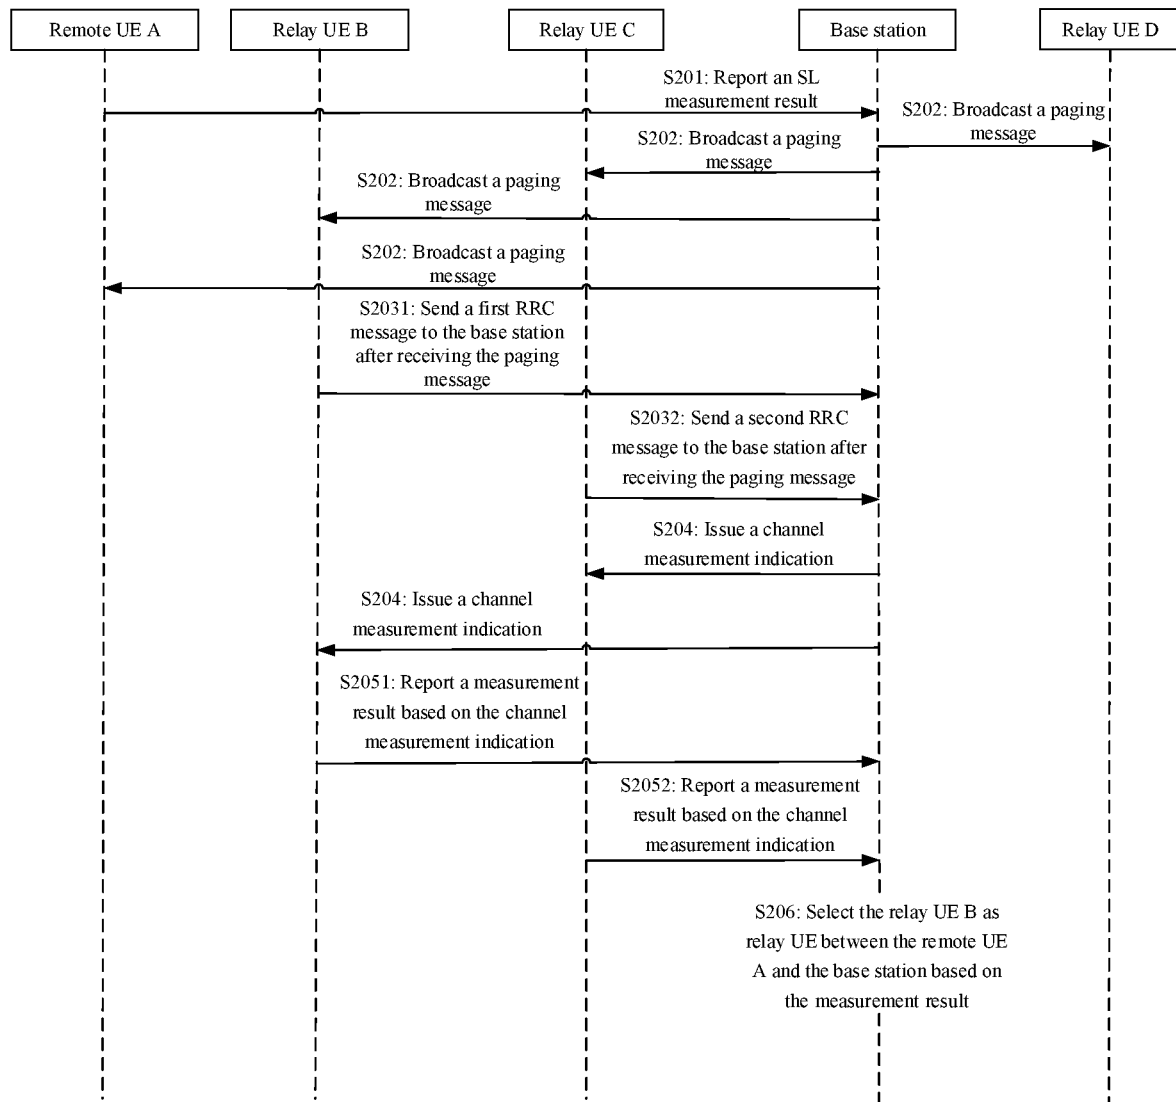 Remote UE A
Relay UE B
Relay UE C
Base station
Relay UE D
S201: Report an SL
measurement result
S202: Broadcast a paging
message
S202: Broadcast a paging
message
S202: Broadcast a paging
message
S202: Broadcast a paging
message
S2031: Send a first RRC
message to the base station
after receiving the paging
message
S2032: Send a second RRC
message to the base station after
receiving the paging message
S204: Issue a channel
measurement indication
S204: Issue a channel
measurement indication
S2051: Report a measurement
result based on the channel
measurement indication
S2052: Report a measurement
result based on the channel
measurement indication
S206: Select the relay UE B as
relay UE between the remote UE
A and the base station based on
the measurement result